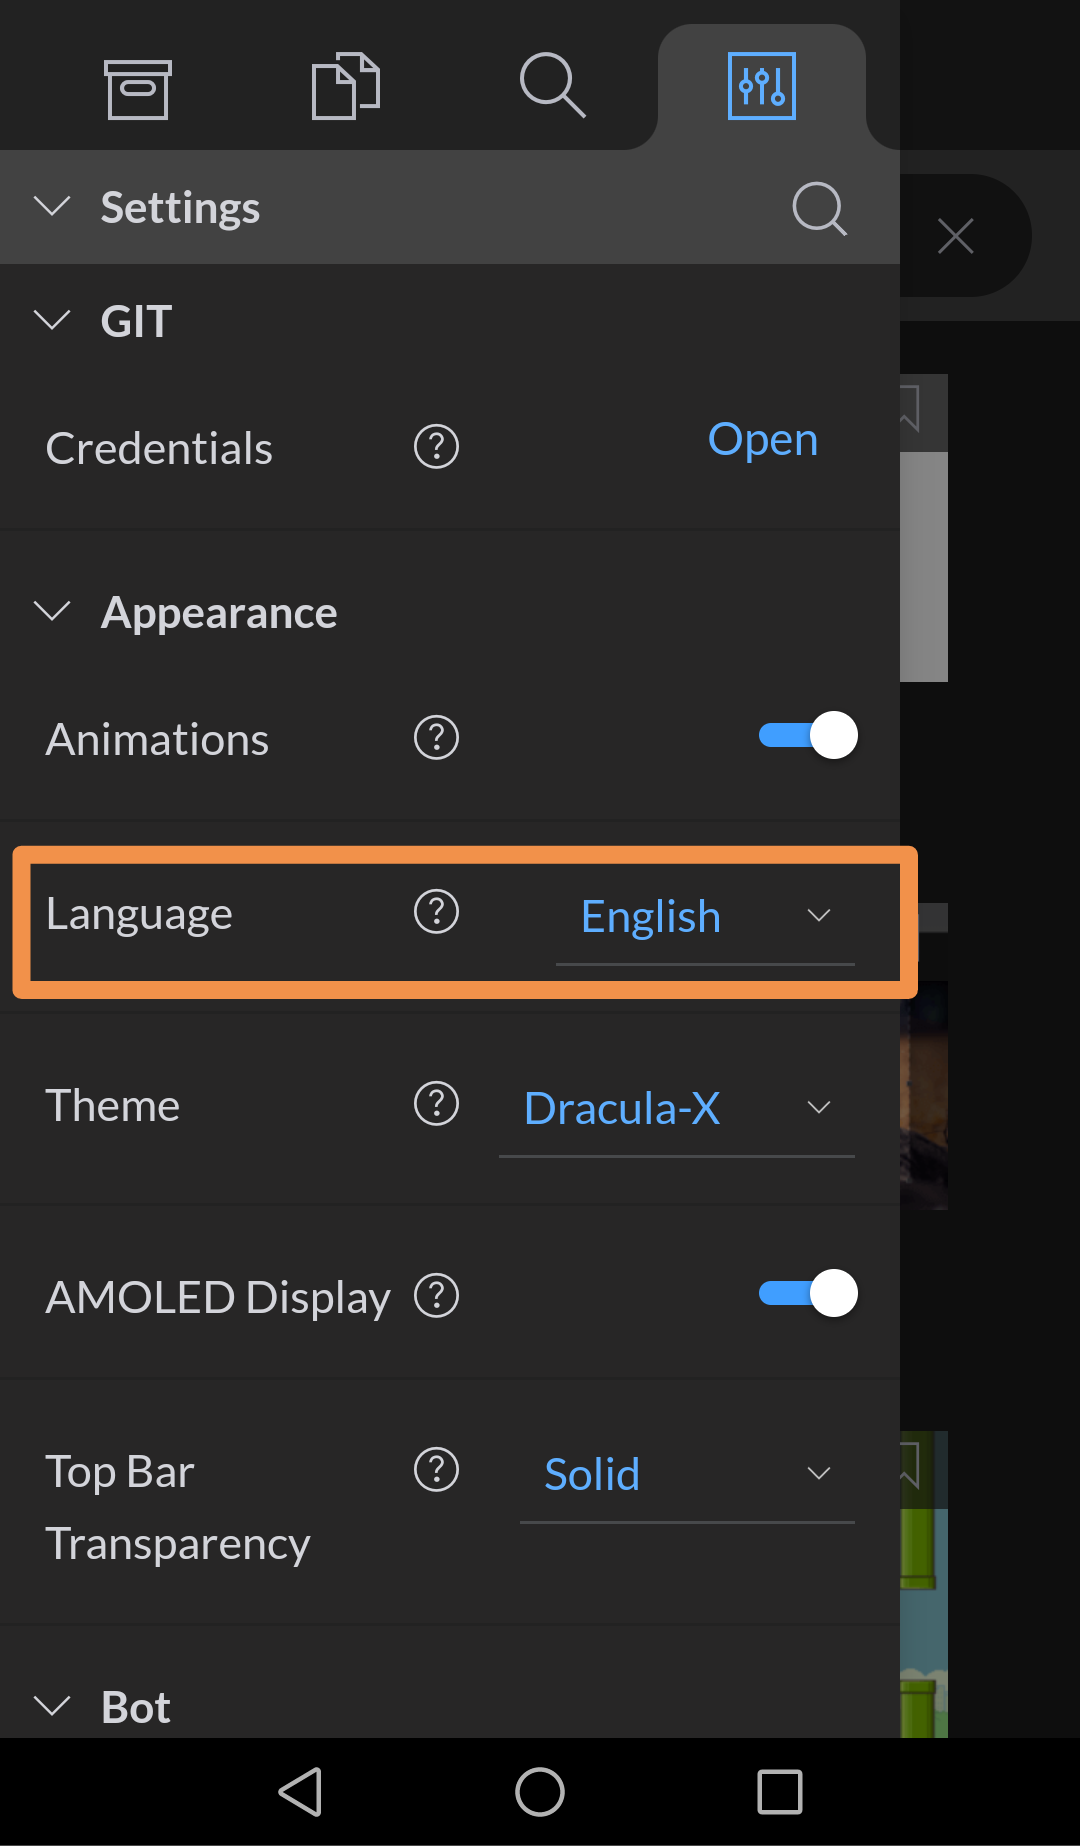 Settings
GIT
Credentials ? Open
Appearance
Animations ?
Language ? English
Theme ? Dracula-X
AMOLED Display ?
Top Bar ? Solid
Transparency
Bot